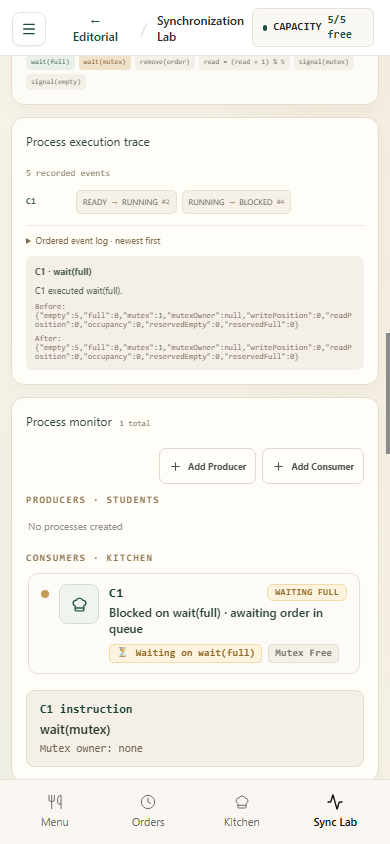 ← Editorial
/
Synchronization Lab
CAPACITY 5/5 free
wait(full) wait(mutex) remove(order) read = (read + 1) % 5 signal(mutex)
signal(empty)
Process execution trace
5 recorded events
C1 READY → RUNNING #2 RUNNING → BLOCKED #4
▶ Ordered event log · newest first
C1 · wait(full)
C1 executed wait(full).
Before:
{"empty":5,"full":0,"mutex":1,"mutexOwner":null,"writePosition":0,"readP
osition":0,"occupancy":0,"reservedEmpty":0,"reservedFull":0}
After:
{"empty":5,"full":0,"mutex":1,"mutexOwner":null,"writePosition":0,"readP
osition":0,"occupancy":0,"reservedEmpty":0,"reservedFull":0}
Process monitor 1 total
+ Add Producer + Add Consumer
PRODUCERS · STUDENTS
No processes created
CONSUMERS · KITCHEN
C1 WAITING FULL
Blocked on wait(full) · awaiting order in
queue
⏳ Waiting on wait(full) Mutex Free
C1 instruction
wait(mutex)
Mutex owner: none
Menu Orders Kitchen Sync Lab